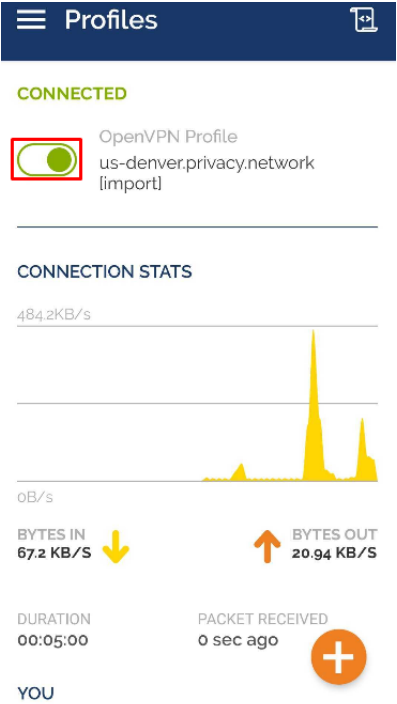 Profiles
CONNECTED
OpenVPN Profile
us-denver.privacy.network
[import]
CONNECTION STATS
484.2KB/s
0B/s
BYTES IN
67.2 KB/S
BYTES OUT
20.94 KB/S
DURATION
00:05:00
PACKET RECEIVED
0 sec ago
YOU